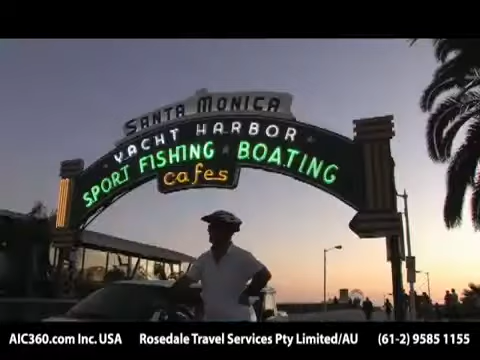 SANTA MONICA
YACHT HARBOR
SPORT FISHING BOATING
cafes
AIC360.com Inc. USA Rosedale Travel Services Pty Limited/AU (61-2) 9585 1155